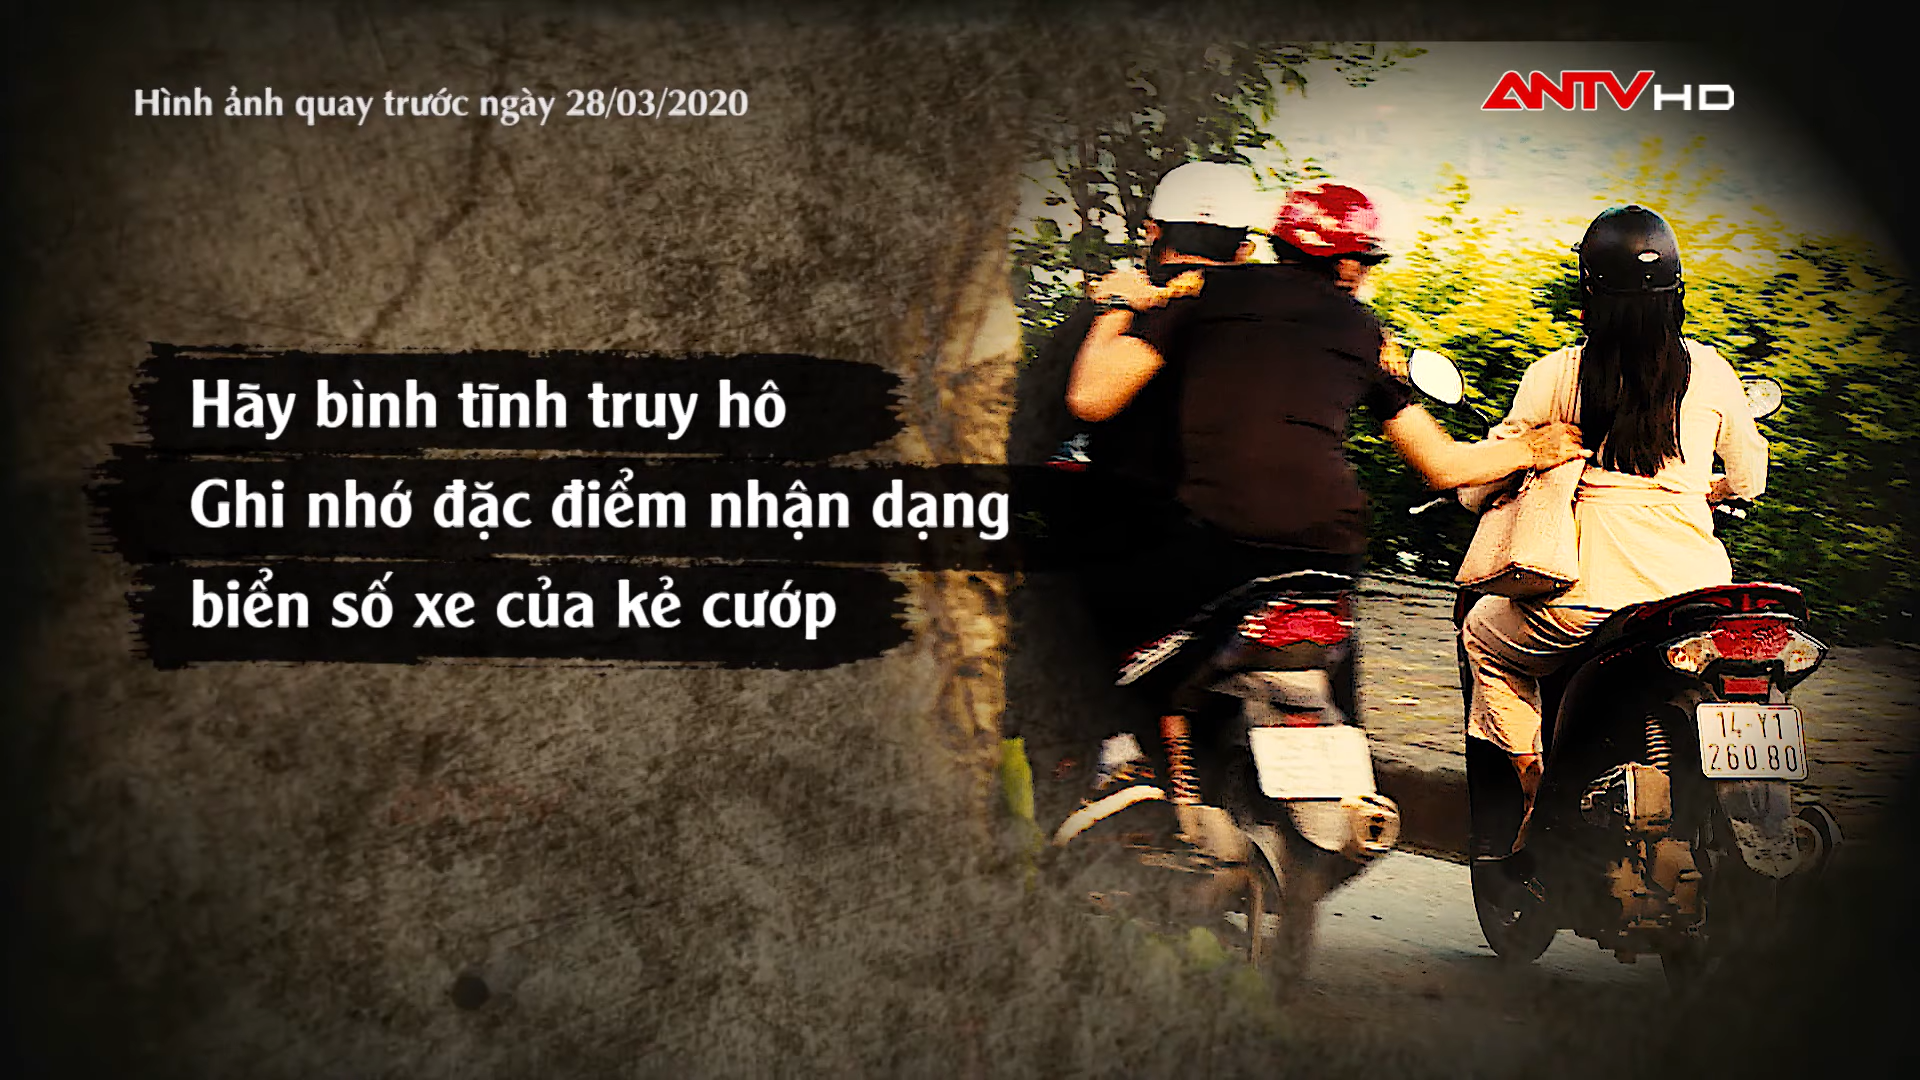 Hình ảnh quay trước ngày 28/03/2020
ANTV HD
Hãy bình tĩnh truy hô
Ghi nhớ đặc điểm nhận dạng
biển số xe của kẻ cướp
14-Y1
260.80